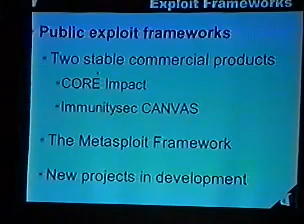 Exploit Frameworks
Public exploit frameworks
Two stable commercial products
CORE Impact
Immunitysec CANVAS
The Metasploit Framework
New projects in development